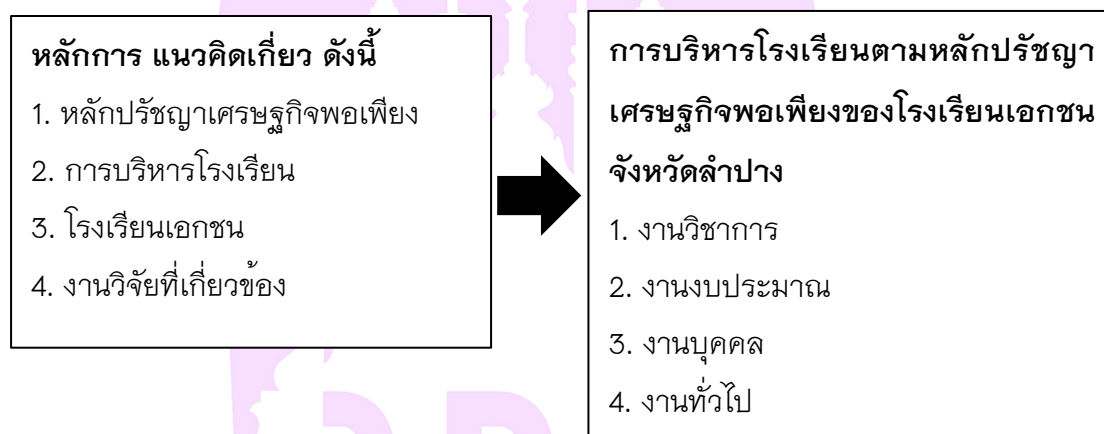 หลักการ แนวคิดเกี่ยว ดังนี้
1. หลักปรัชญาเศรษฐกิจพอเพียง
2. การบริหารโรงเรียน
3. โรงเรียนเอกชน
4. งานวิจัยที่เกี่ยวข้อง
การบริหารโรงเรียนตามหลักปรัชญา
เศรษฐกิจพอเพียงของโรงเรียนเอกชน
จังหวัดลำปาง
1. งานวิชาการ
2. งานงบประมาณ
3. งานบุคคล
4. งานทั่วไป